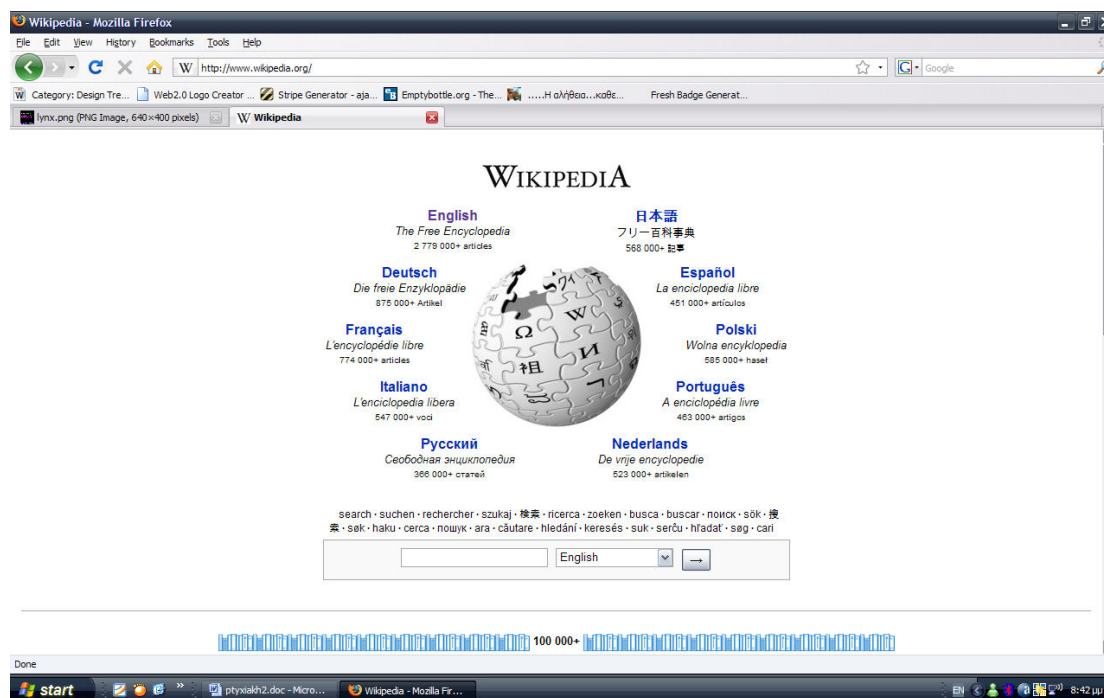 Wikipedia - Mozilla Firefox
File Edit View History Bookmarks Tools Help
W http://www.wikipedia.org/ G Google
W Category: Design Tre... Web2.0 Logo Creator ... Stripe Generator - aja... Emptybottle.org - The... .....Η αλήθεια...καθε... Fresh Badge Generat...
lynx.png (PNG Image, 640×400 pixels) W Wikipedia
WIKIPEDIA
English
The Free Encyclopedia
2 779 000+ articles
日本語
フリー百科事典
568 000+ 記事
Deutsch
Die freie Enzyklopädie
875 000+ Artikel
Español
La enciclopedia libre
451 000+ artículos
Français
L'encyclopédie libre
774 000+ articles
Polski
Wolna encyklopedia
585 000+ haseł
Italiano
L'enciclopedia libera
547 000+ voci
Português
A enciclopédia livre
463 000+ artigos
Русский
Свободная энциклопедия
366 000+ статей
Nederlands
De vrije encyclopedie
523 000+ artikelen
Ω W И 祖
search · suchen · rechercher · szukaj · 検索 · ricerca · zoeken · busca · buscar · поиск · sök · 搜
索 · søk · haku · cerca · пошук · ara · căutare · hledání · keresés · suk · serĉu · hľadať · søg · cari
English →
100 000+
Done
start » ptyxiakh2.doc - Micro... Wikipedia - Mozilla Fir... EN 8:42 μμ